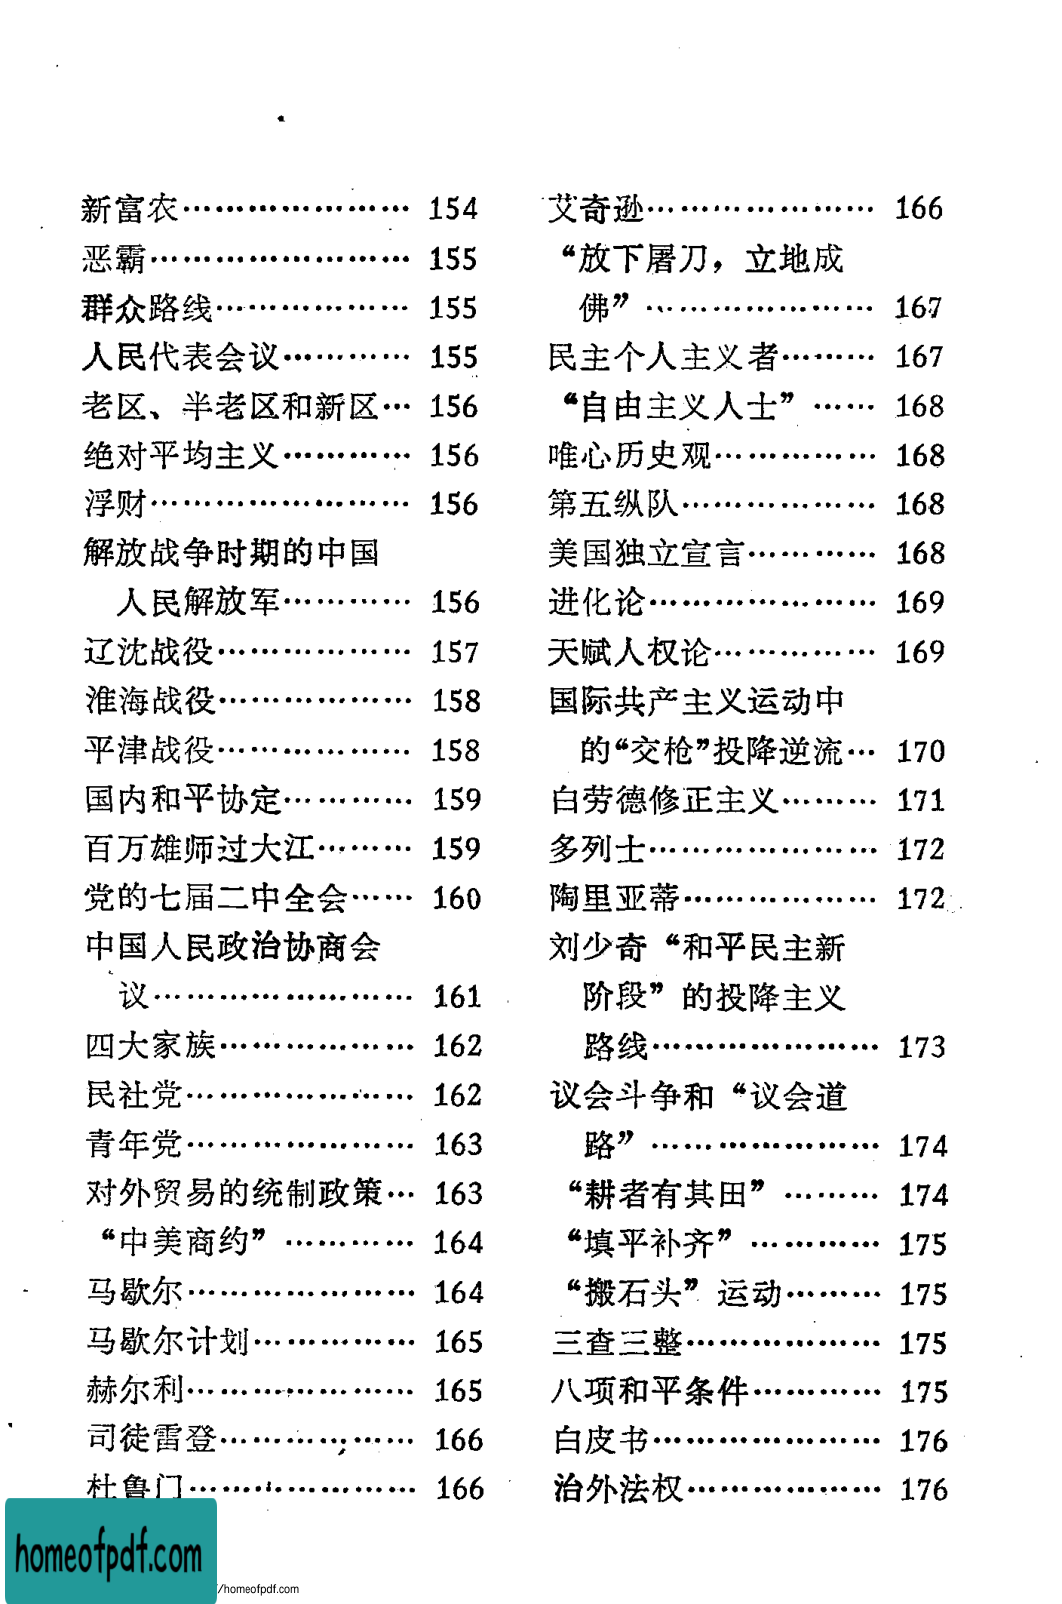 新富农………………… 154
恶霸…………………… 155
群众路线……………… 155
人民代表会议………… 155
老区、半老区和新区… 156
绝对平均主义………… 156
浮财…………………… 156
解放战争时期的中国
人民解放军………… 156
辽沈战役……………… 157
淮海战役……………… 158
平津战役……………… 158
国内和平协定………… 159
百万雄师过大江……… 159
党的七届二中全会…… 160
中国人民政治协商会
议…………………… 161
四大家族……………… 162
民社党………………… 162
青年党………………… 163
对外贸易的统制政策… 163
“中美商约” ………… 164
马歇尔………………… 164
马歇尔计划…………… 165
赫尔利………………… 165
司徒雷登……………… 166
杜鲁门………………… 166
艾奇逊………………… 166
“放下屠刀，立地成
佛” ………………… 167
民主个人主义者……… 167
“自由主义人士” …… 168
唯心历史观…………… 168
第五纵队……………… 168
美国独立宣言………… 168
进化论………………… 169
天赋人权论…………… 169
国际共产主义运动中
的“交枪”投降逆流… 170
白劳德修正主义……… 171
多列士………………… 172
陶里亚蒂……………… 172
刘少奇“和平民主新
阶段”的投降主义
路线………………… 173
议会斗争和“议会道
路” ………………… 174
“耕者有其田” ……… 174
“填平补齐” ………… 175
“搬石头”运动……… 175
三查三整……………… 175
八项和平条件………… 175
白皮书………………… 176
治外法权……………… 176
homeofpdf.com
/homeofpdf.com